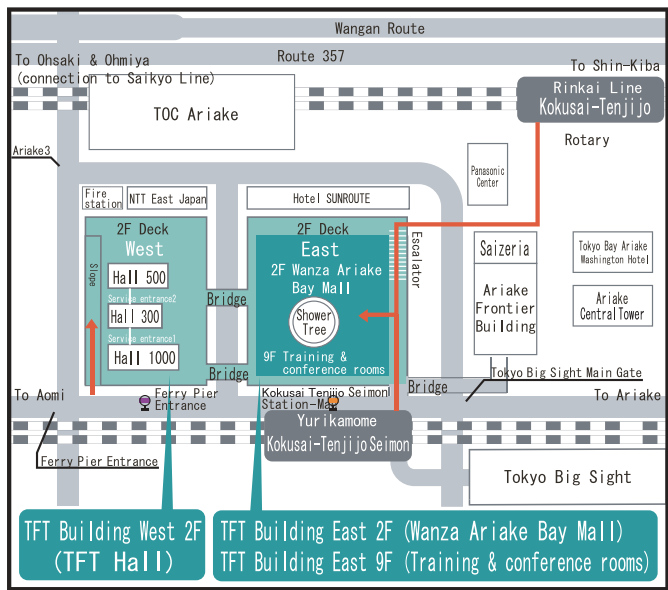 Wangan Route
Route 357
To Ohsaki & Ohmiya
(connection to Saikyo Line)
To Shin-Kiba
TOC Ariake
Rinkai Line
Kokusai-Tenjijo
Rotary
Ariake3
Panasonic
Center
Fire
station
NTT East Japan
Hotel SUNROUTE
2F Deck
West
2F Deck
East
2F Wanza Ariake
Bay Mall
Escalator
Slope
Hall 500
Service entrance2
Hall 300
Service entrance1
Hall 1000
Bridge
Shower
Tree
Saizeria
Tokyo Bay Ariake
Washington Hotel
Ariake
Frontier
Building
Ariake
Central Tower
Bridge
9F Training &
conference rooms
Bridge
Tokyo Big Sight Main Gate
To Aomi
Ferry Pier
Entrance
Kokusai Tenjijo Seimon
Station-Mae
To Ariake
Yurikamome
Kokusai-Tenjijo Seimon
Ferry Pier Entrance
Tokyo Big Sight
TFT Building West 2F
(TFT Hall)
TFT Building East 2F (Wanza Ariake Bay Mall)
TFT Building East 9F (Training & conference rooms)